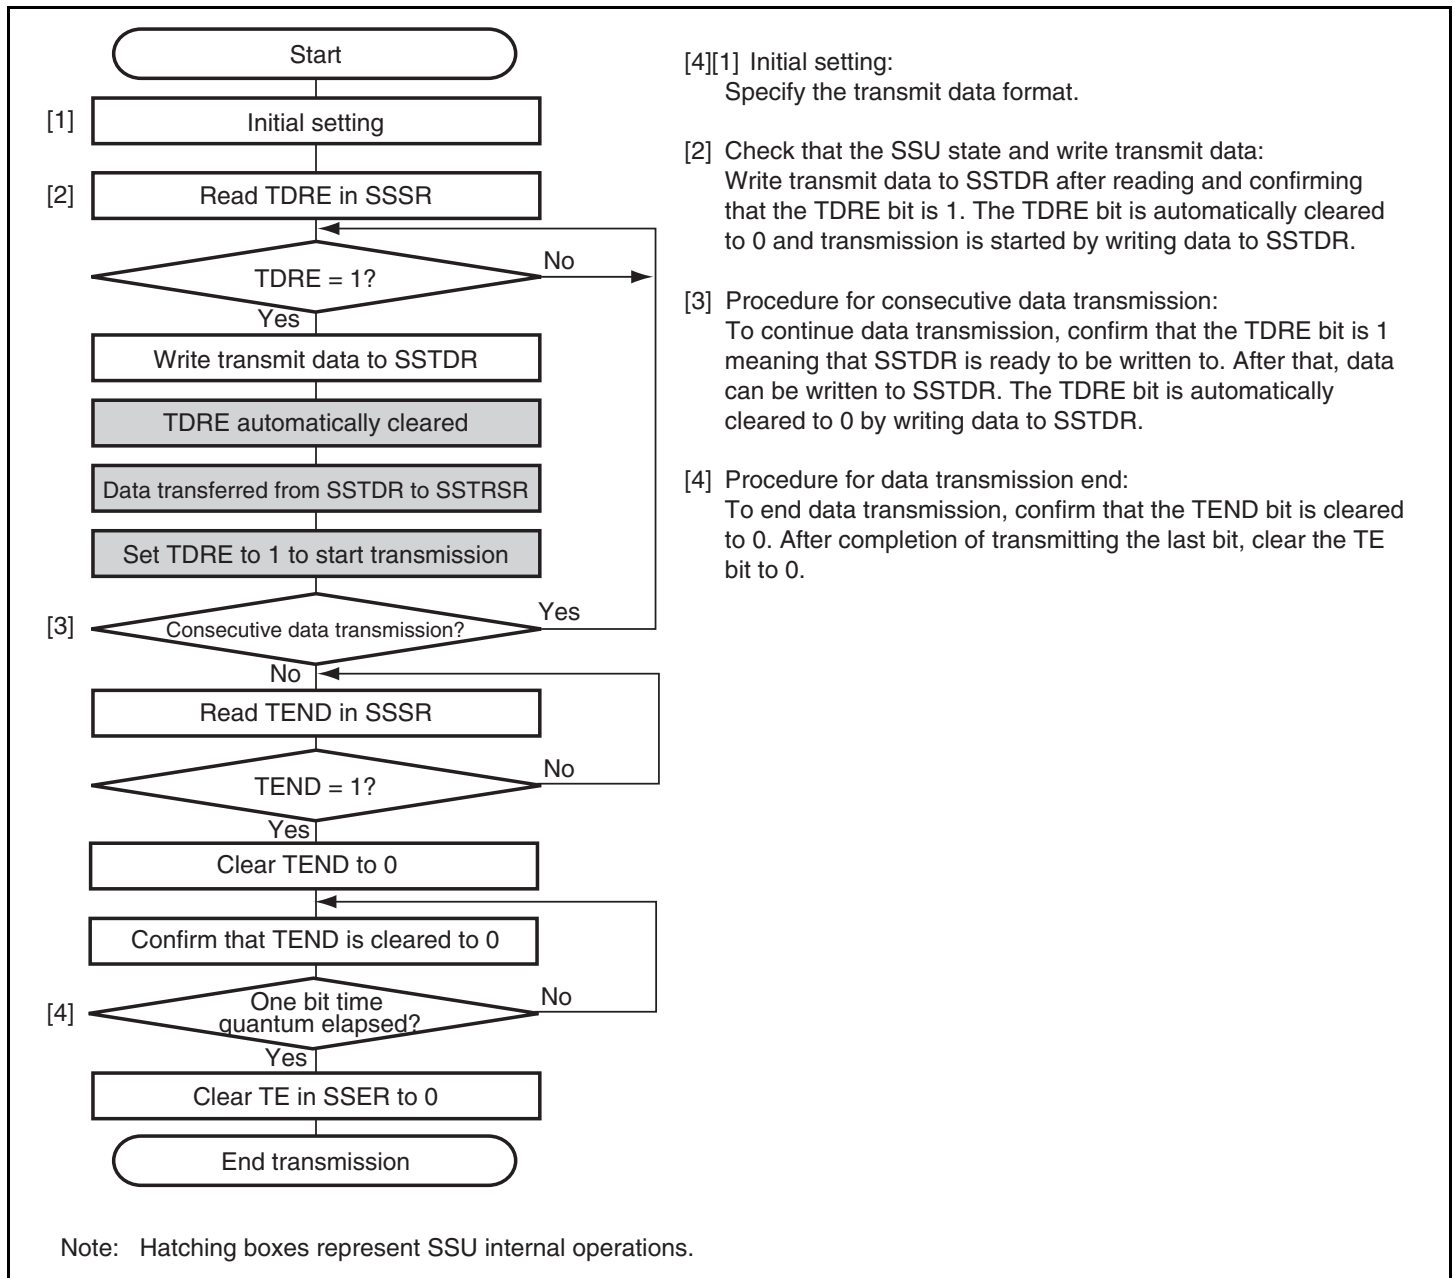 Start
[1]
Initial setting
[2]
Read TDRE in SSSR
TDRE = 1?
No
Yes
Write transmit data to SSTDR
TDRE automatically cleared
Data transferred from SSTDR to SSTRSR
Set TDRE to 1 to start transmission
[3]
Consecutive data transmission?
Yes
No
Read TEND in SSSR
TEND = 1?
No
Yes
Clear TEND to 0
Confirm that TEND is cleared to 0
[4]
One bit time
quantum elapsed?
No
Yes
Clear TE in SSER to 0
End transmission
[4][1] Initial setting:
Specify the transmit data format.
[2] Check that the SSU state and write transmit data:
Write transmit data to SSTDR after reading and confirming
that the TDRE bit is 1. The TDRE bit is automatically cleared
to 0 and transmission is started by writing data to SSTDR.
[3] Procedure for consecutive data transmission:
To continue data transmission, confirm that the TDRE bit is 1
meaning that SSTDR is ready to be written to. After that, data
can be written to SSTDR. The TDRE bit is automatically
cleared to 0 by writing data to SSTDR.
[4] Procedure for data transmission end:
To end data transmission, confirm that the TEND bit is cleared
to 0. After completion of transmitting the last bit, clear the TE
bit to 0.
Note: Hatching boxes represent SSU internal operations.